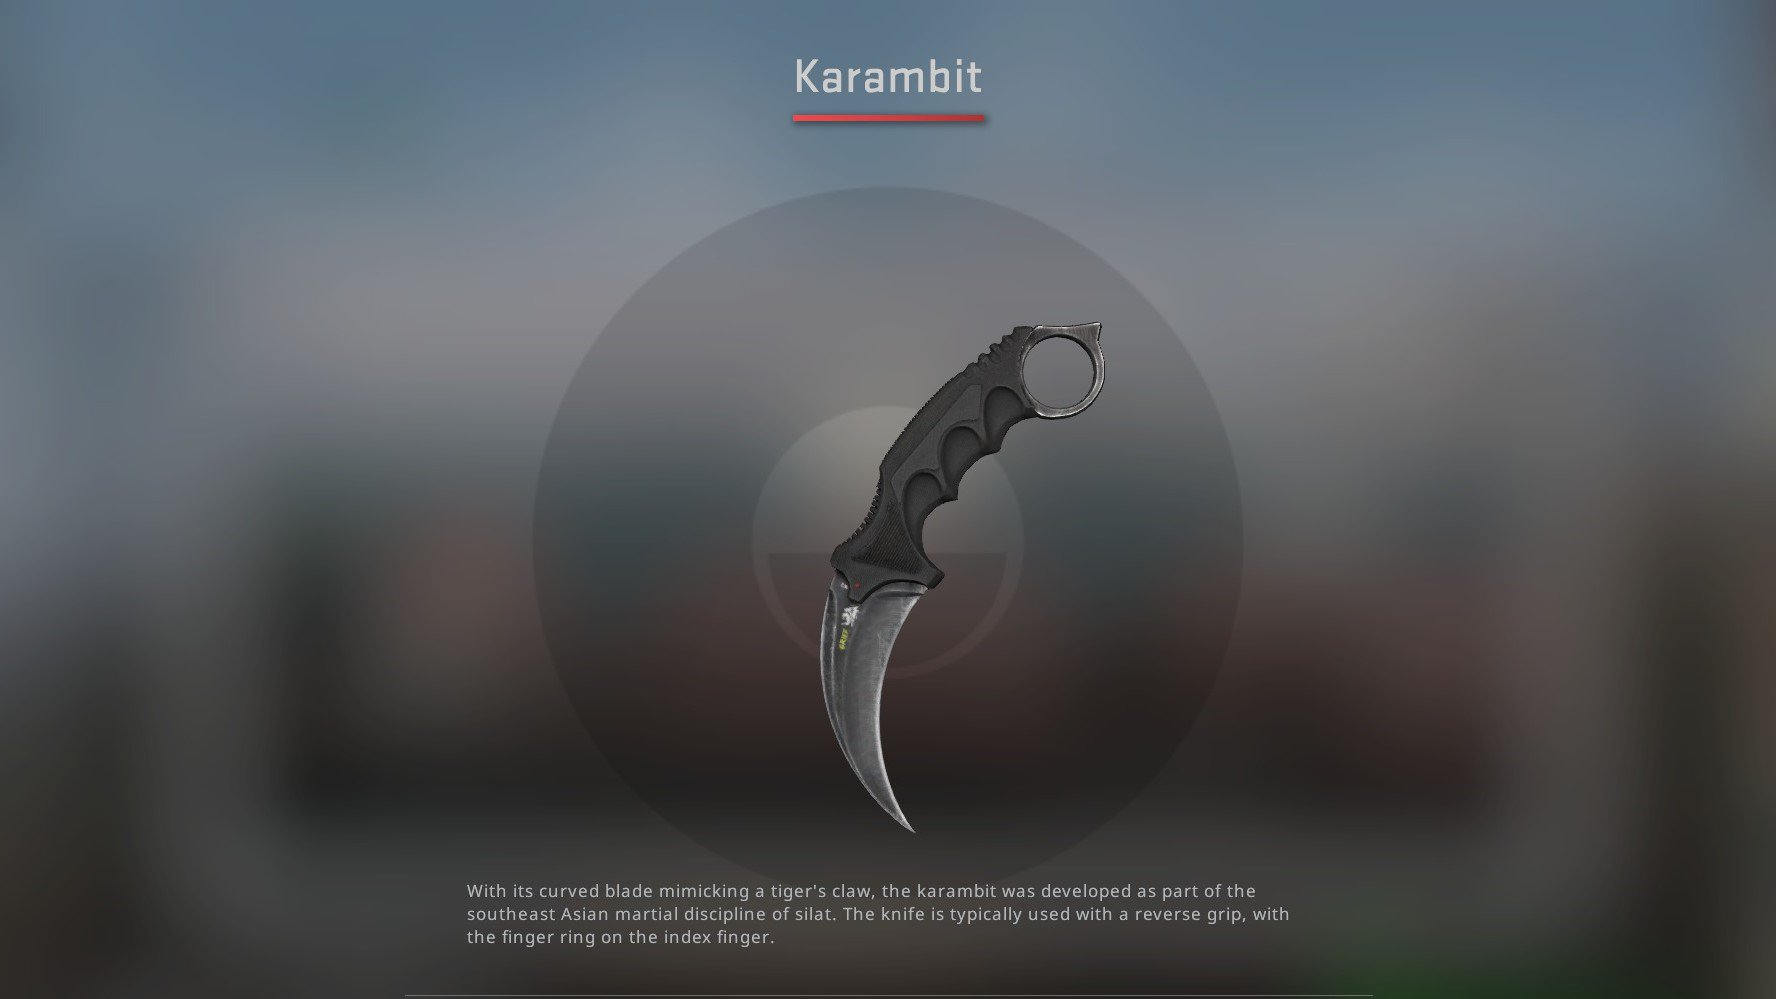 Karambit
With its curved blade mimicking a tiger's claw, the karambit was developed as part of the
southeast Asian martial discipline of silat. The knife is typically used with a reverse grip, with
the finger ring on the index finger.